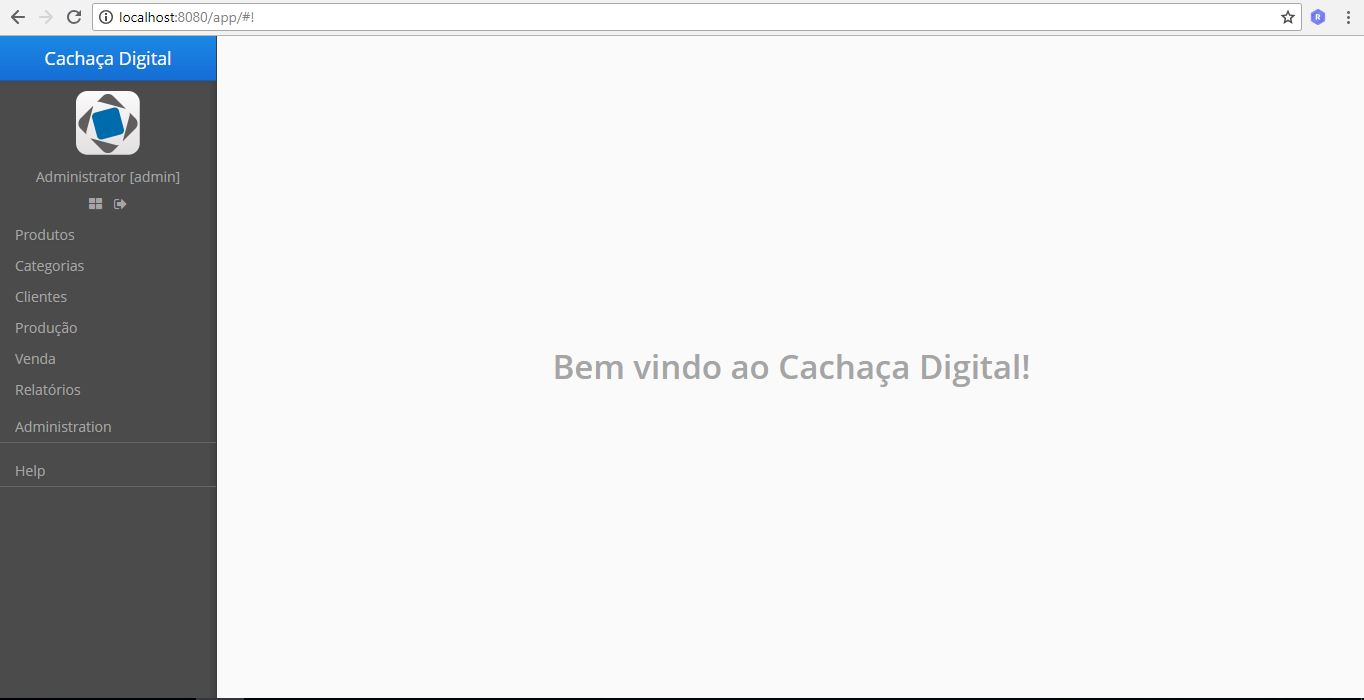 localhost:8080/app/#!
Cachaça Digital
Administrator [admin]
Produtos
Categorias
Clientes
Produção
Venda
Relatórios
Administration
Help
Bem vindo ao Cachaça Digital!